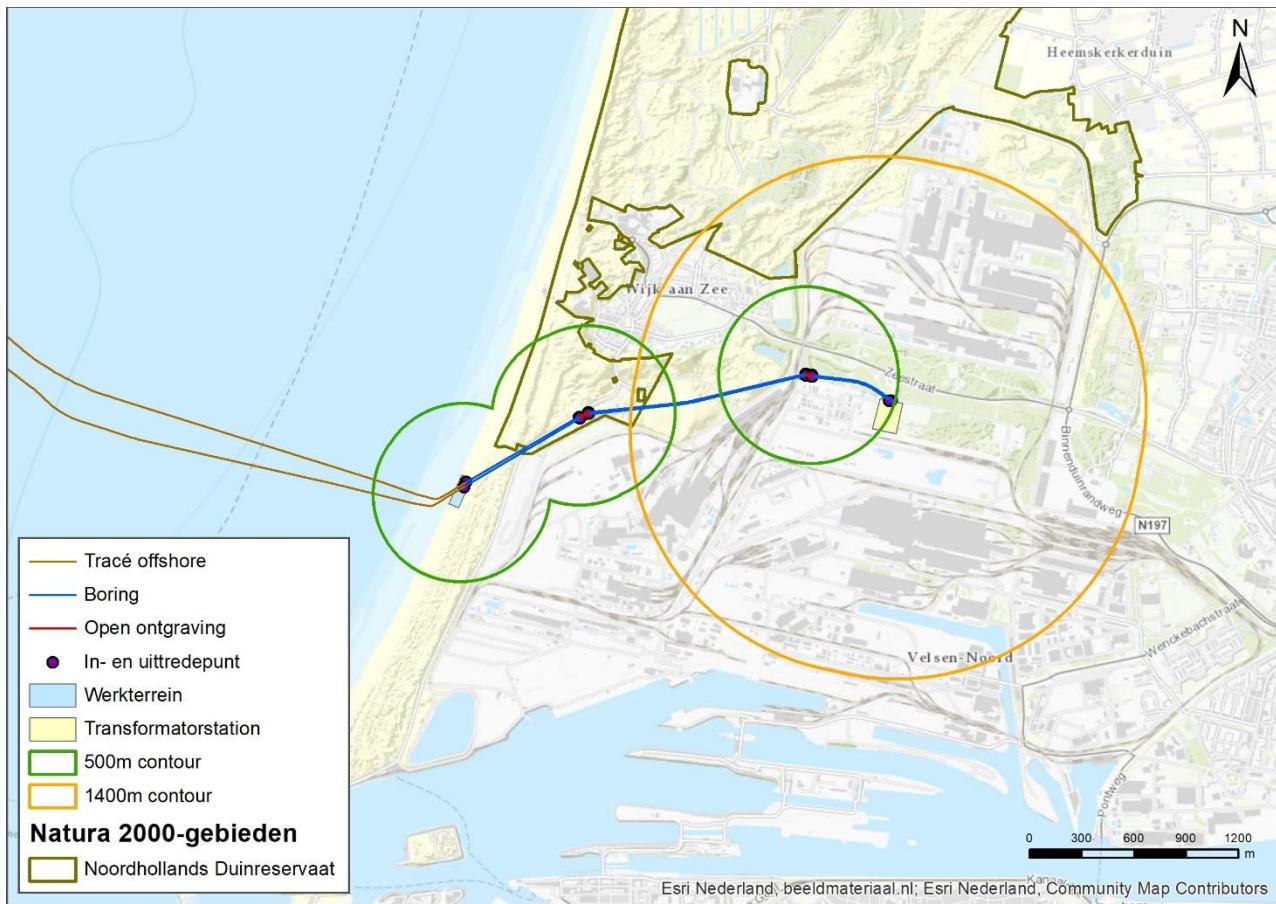 N
Heemskerkerduin
Wijk aan Zee
Zeestraat
Binnenduinrandweg
N197
Wenckebachstraat
Velsen-Noord
Pontweg
Tracé offshore
Boring
Open ontgraving
In- en uittredepunt
Werkterrein
Transformatorstation
500m contour
1400m contour
Natura 2000-gebieden
Noordhollands Duinreservaat
0 300 600 900 1200
m
Esri Nederland, beeldmateriaal.nl; Esri Nederland, Community Map Contributors